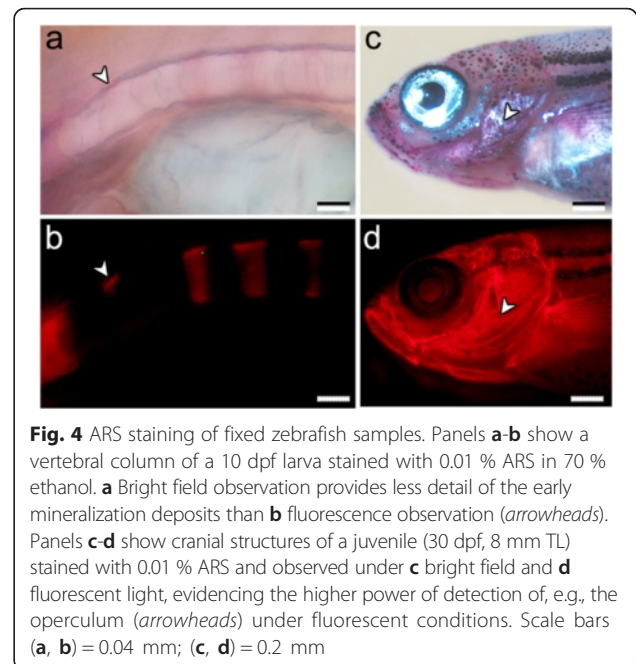 a
c
b
d
Fig. 4 ARS staining of fixed zebrafish samples. Panels a-b show a
vertebral column of a 10 dpf larva stained with 0.01 % ARS in 70 %
ethanol. a Bright field observation provides less detail of the early
mineralization deposits than b fluorescence observation (arrowheads).
Panels c-d show cranial structures of a juvenile (30 dpf, 8 mm TL)
stained with 0.01 % ARS and observed under c bright field and d
fluorescent light, evidencing the higher power of detection of, e.g., the
operculum (arrowheads) under fluorescent conditions. Scale bars
(a, b) = 0.04 mm; (c, d) = 0.2 mm